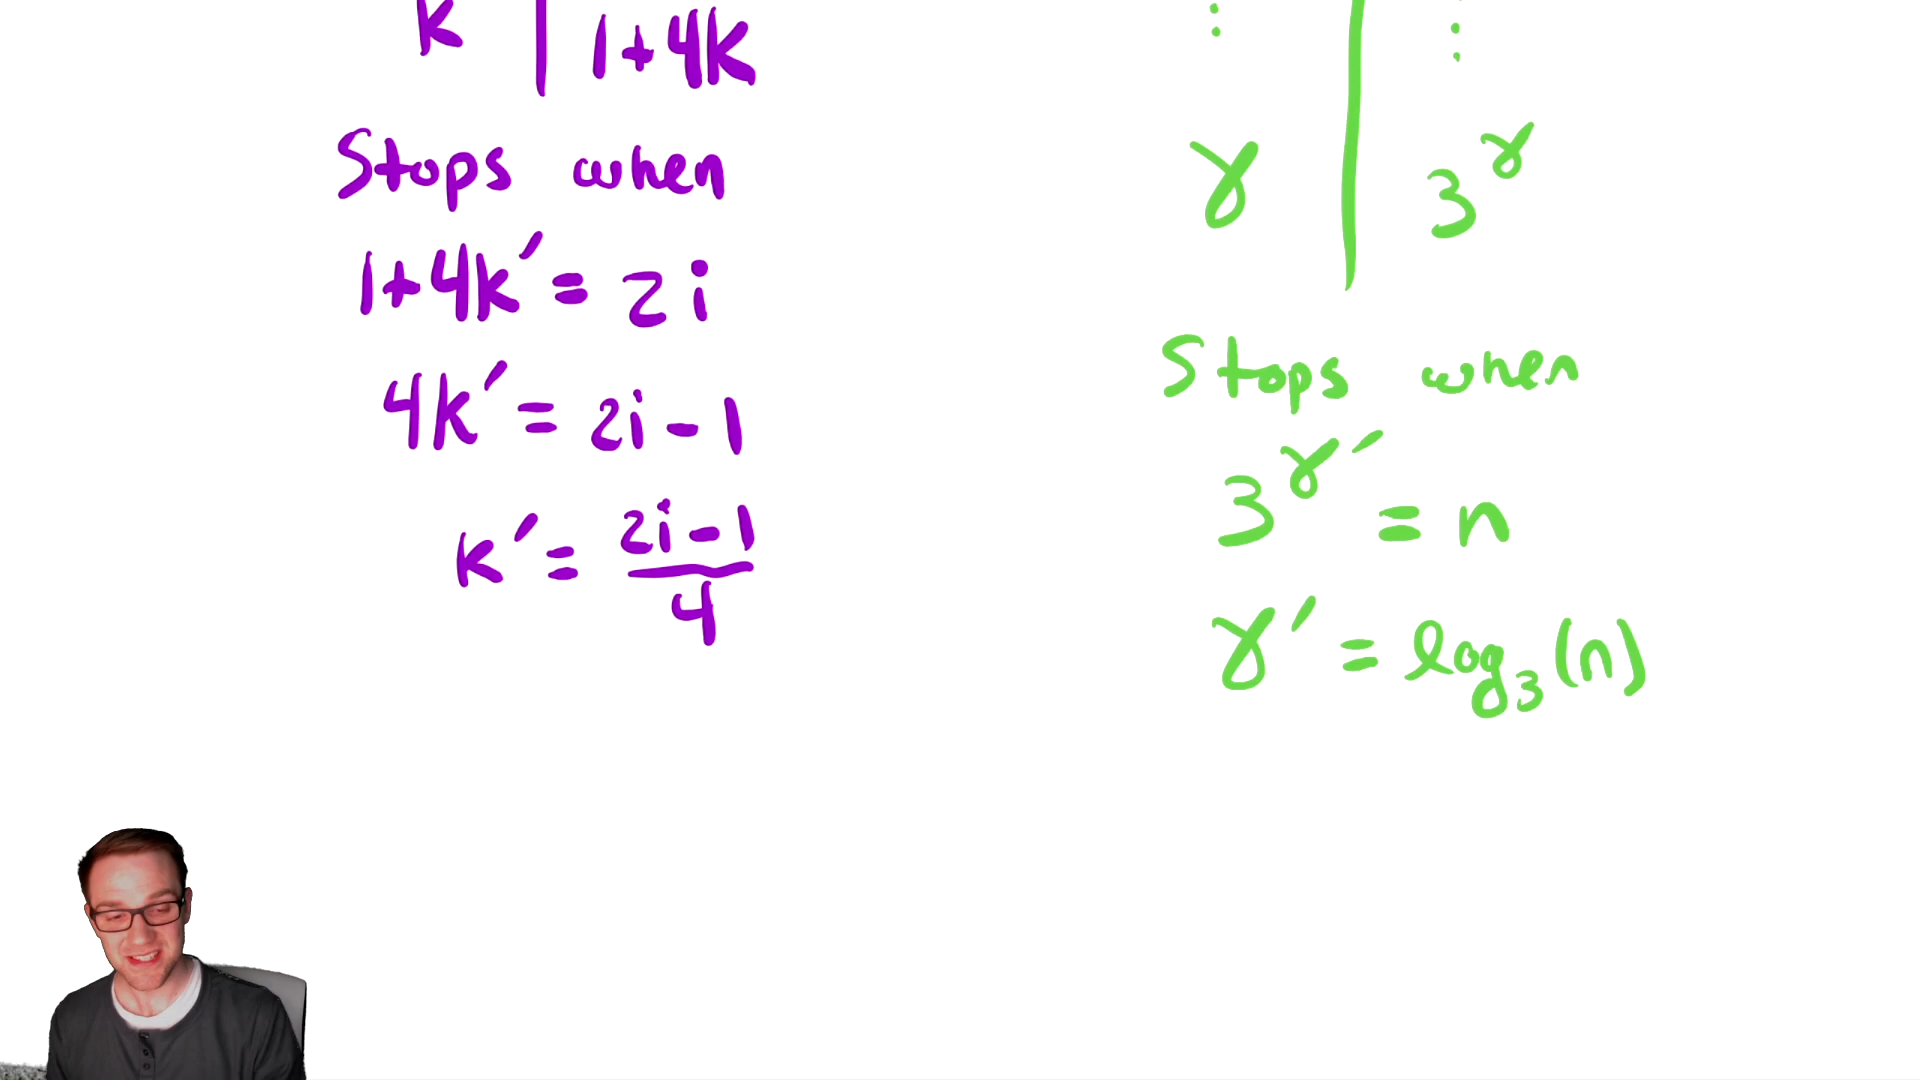 k | 1+4k
Stops when
1+4k' = 2i
4k' = 2i - 1
k' = (2i - 1)/4
⋮ | ⋮
γ | 3^γ
Stops when
3^γ' = n
γ' = log₃(n)